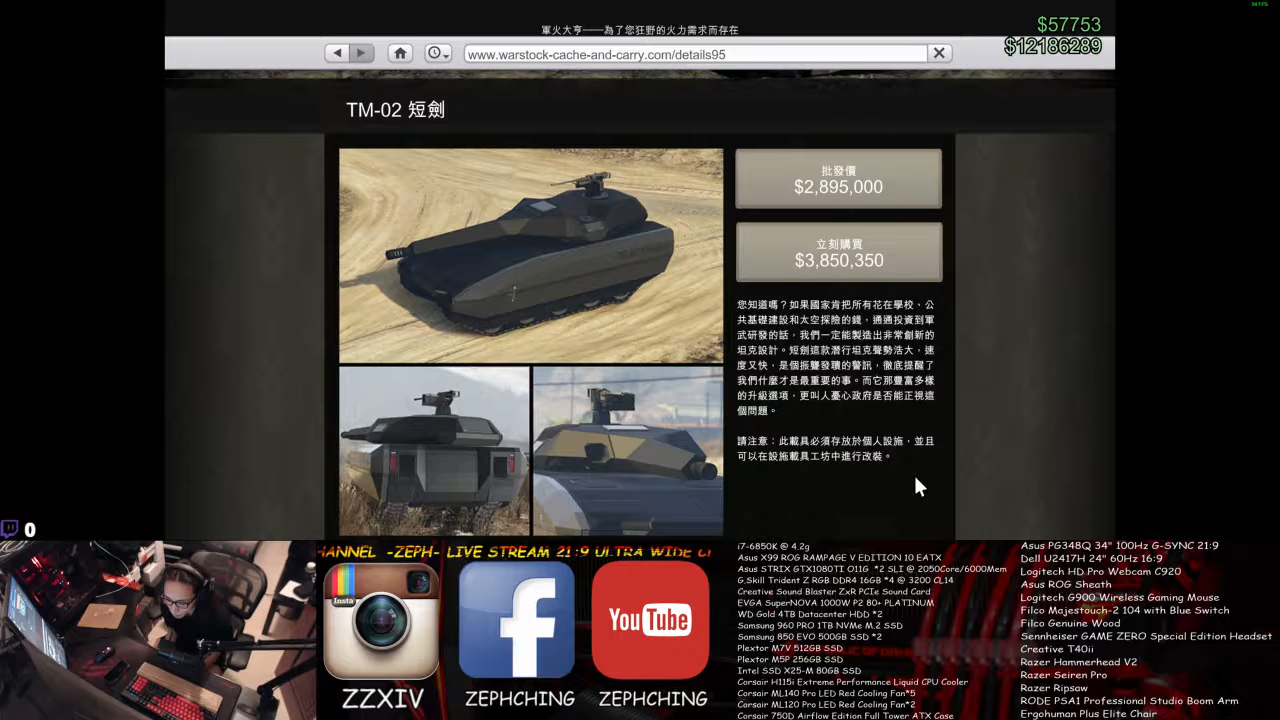 94 FPS
軍火大亨——為了您狂野的火力需求而存在
$57753
$12186289
www.warstock-cache-and-carry.com/details95
TM-02 短劍
批發價
$2,895,000
立刻購買
$3,850,350
您知道嗎？如果國家肯把所有花在學校、公
共基礎建設和太空探險的錢，通通投資到軍
武研發的話，我們一定能製造出非常創新的
坦克設計。短劍這款潛行坦克聲勢浩大，速
度又快，是個振聾發聵的警訊，徹底提醒了
我們什麼才是最重要的事。而它那豐富多樣
的升級選項，更叫人憂心政府是否能正視這
個問題。
請注意：此載具必須存放於個人設施，並且
可以在設施載具工坊中進行改裝。
0
HANNEL -ZEPH- LIVE STREAM 21:9 ULTRA WIDE
Insta
YouTube
ZZXIV
ZEPHCHING
ZEPHCHING
i7-6850K @ 4.2g
Asus X99 ROG RAMPAGE V EDITION 10 EATX
Asus STRIX GTX1080TI O11G *2 SLI @ 2050Core/6000Mem
G.Skill Trident Z RGB DDR4 16GB *4 @ 3200 CL14
Creative Sound Blaster ZxR PCIe Sound Card
EVGA SuperNOVA 1000W P2 80+ PLATINUM
WD Gold 4TB Datacenter HDD *2
Samsung 960 PRO 1TB NVMe M.2 SSD
Samsung 850 EVO 500GB SSD *2
Plextor M7V 512GB SSD
Plextor M5P 256GB SSD
Intel SSD X25-M 80GB SSD
Corsair H115i Extreme Performance Liquid CPU Cooler
Corsair ML140 Pro LED Red Cooling Fan*5
Corsair ML120 Pro LED Red Cooling Fan*2
Corsair 750D Airflow Edition Full Tower ATX Case
Asus PG348Q 34" 100Hz G-SYNC 21:9
Dell U2417H 24" 60Hz 16:9
Logitech HD Pro Webcam C920
Asus ROG Sheath
Logitech G900 Wireless Gaming Mouse
Filco Majestouch-2 104 with Blue Switch
Filco Genuine Wood
Sennheiser GAME ZERO Special Edition Headset
Creative T40ii
Razer Hammerhead V2
Razer Seiren Pro
Razer Ripsaw
RODE PSA1 Professional Studio Boom Arm
Ergohuman Plus Elite Chair